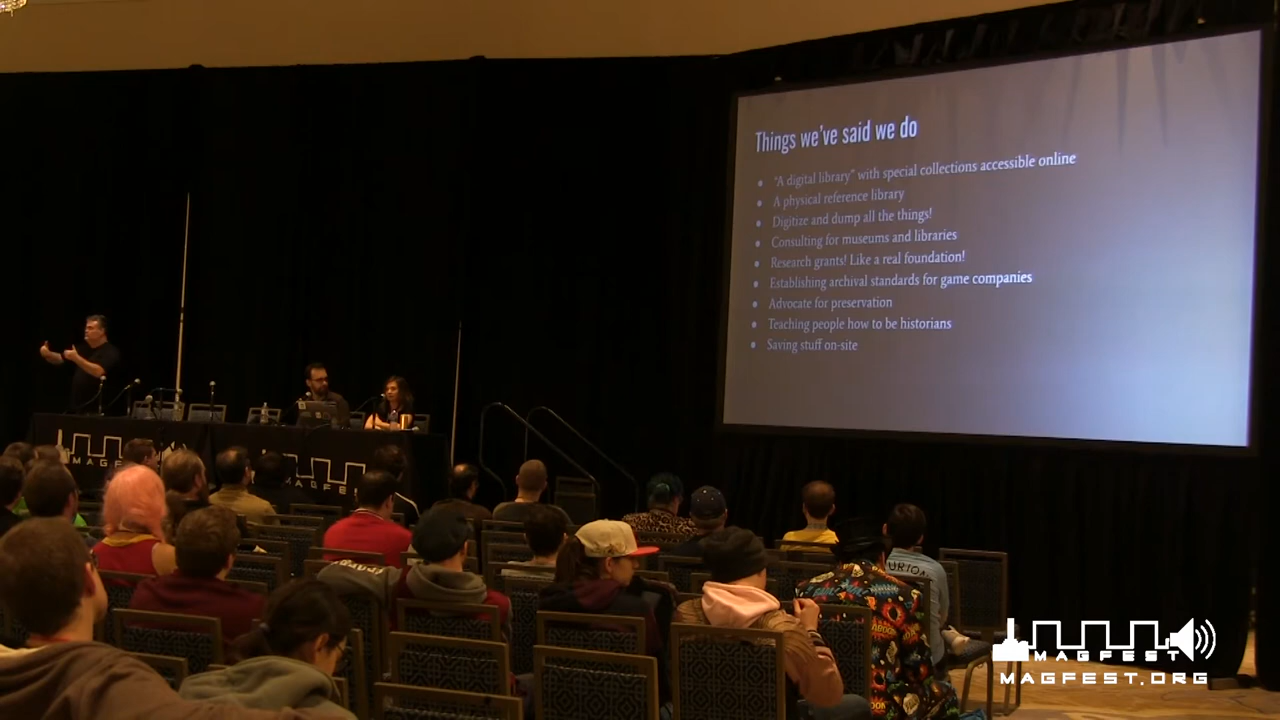 Things we've said we do
• "A digital library" with special collections accessible online
• A physical reference library
• Digitize and dump all the things!
• Consulting for museums and libraries
• Research grants! Like a real foundation!
• Establishing archival standards for game companies
• Advocate for preservation
• Teaching people how to be historians
• Saving stuff on-site
MAGFEST
MAGFEST.ORG